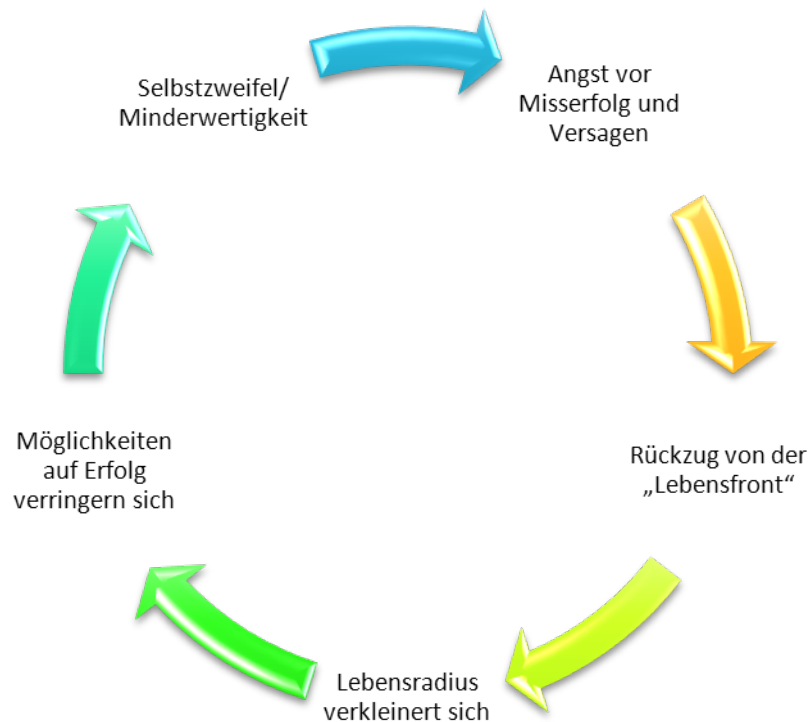 Selbstzweifel/
Minderwertigkeit
Angst vor
Misserfolg und
Versagen
Rückzug von der
„Lebensfront“
Lebensradius
verkleinert sich
Möglichkeiten
auf Erfolg
verringern sich